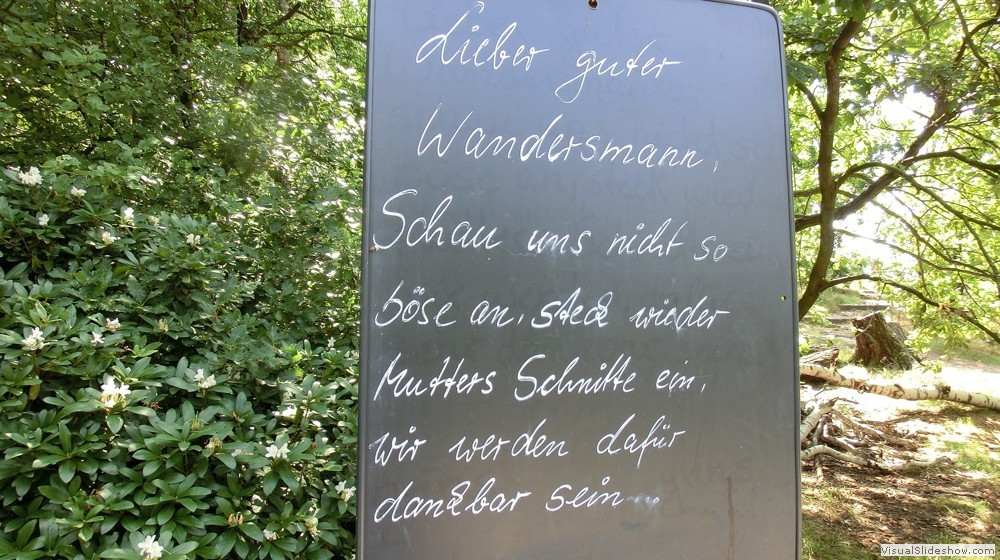 Lieber guter
Wandersmann,
Schau uns nicht so
böse an, steck wieder
Mutters Schnitte ein,
wir werden dafür
dankbar sein....
VisualSlideshow.com